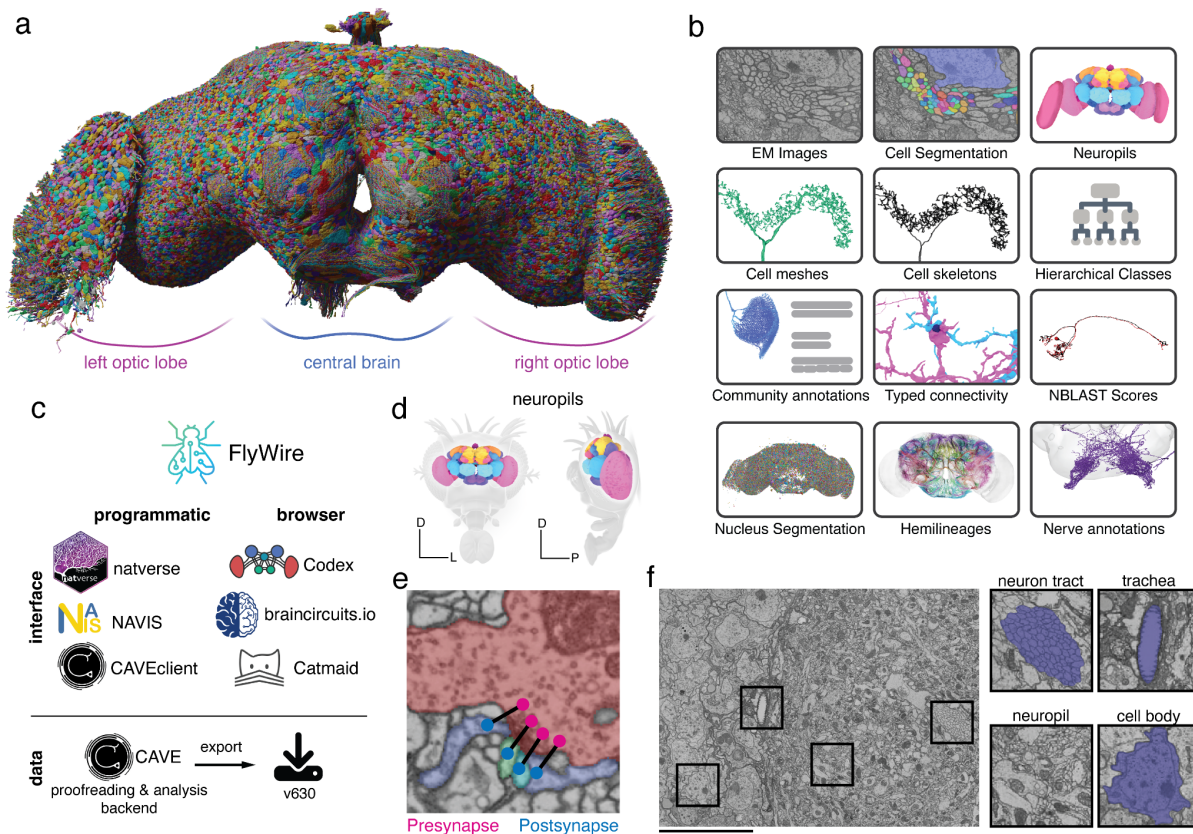 a
left optic lobe
central brain
right optic lobe
b
EM Images
Cell Segmentation
Neuropils
Cell meshes
Cell skeletons
Hierarchical Classes
Community annotations
Typed connectivity
NBLAST Scores
Nucleus Segmentation
Hemilineages
Nerve annotations
c
FlyWire
programmatic
browser
interface
natverse
natverse
Codex
NAVIS
NAVIS
braincircuits.io
CAVEclient
Catmaid
data
CAVE
export
proofreading & analysis
backend
v630
d
neuropils
D
L
D
P
e
Presynapse
Postsynapse
f
neuron tract
trachea
neuropil
cell body